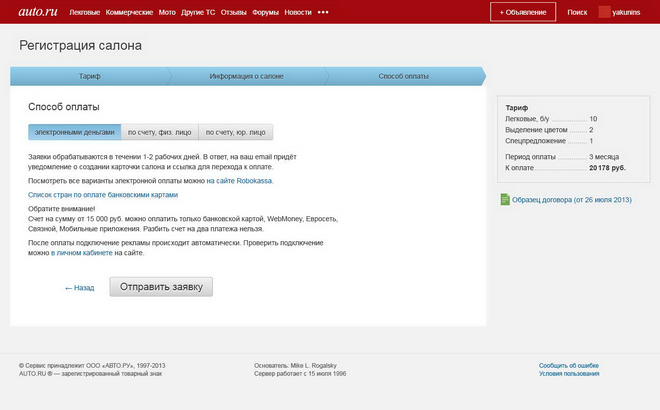 auto.ru Легковые Коммерческие Мото Другие ТС Отзывы Форумы Новости ••• + Объявление Поиск yakunins
Регистрация салона
Тариф Информация о салоне Способ оплаты
Способ оплаты
электронными деньгами по счету, физ. лицо по счету, юр. лицо
Заявки обрабатываются в течении 1-2 рабочих дней. В ответ, на ваш email придёт
уведомление о создании карточки салона и ссылка для перехода к оплате.
Посмотреть все варианты электронной оплаты можно на сайте Robokassa.
Список стран по оплате банковскими картами
Обратите внимание!
Счет на сумму от 15 000 руб. можно оплатить только банковской картой, WebMoney, Евросеть,
Связной, Мобильные приложения. Разбить счет на два платежа нельзя.
После оплаты подключение рекламы происходит автоматически. Проверить подключение
можно в личном кабинете на сайте.
← Назад Отправить заявку
Тариф
Легковые, б/у 10
Выделение цветом 2
Спецпредложение 1
Период оплаты 3 месяца
К оплате 20 178 руб.
Образец договора (от 26 июля 2013)
© Сервис принадлежит ООО «АВТО.РУ», 1997-2013
AUTO.RU ® — зарегистрированный товарный знак
Основатель: Mike L. Rogalsky
Сервер работает с 15 июля 1996
Сообщить об ошибке
Условия пользования